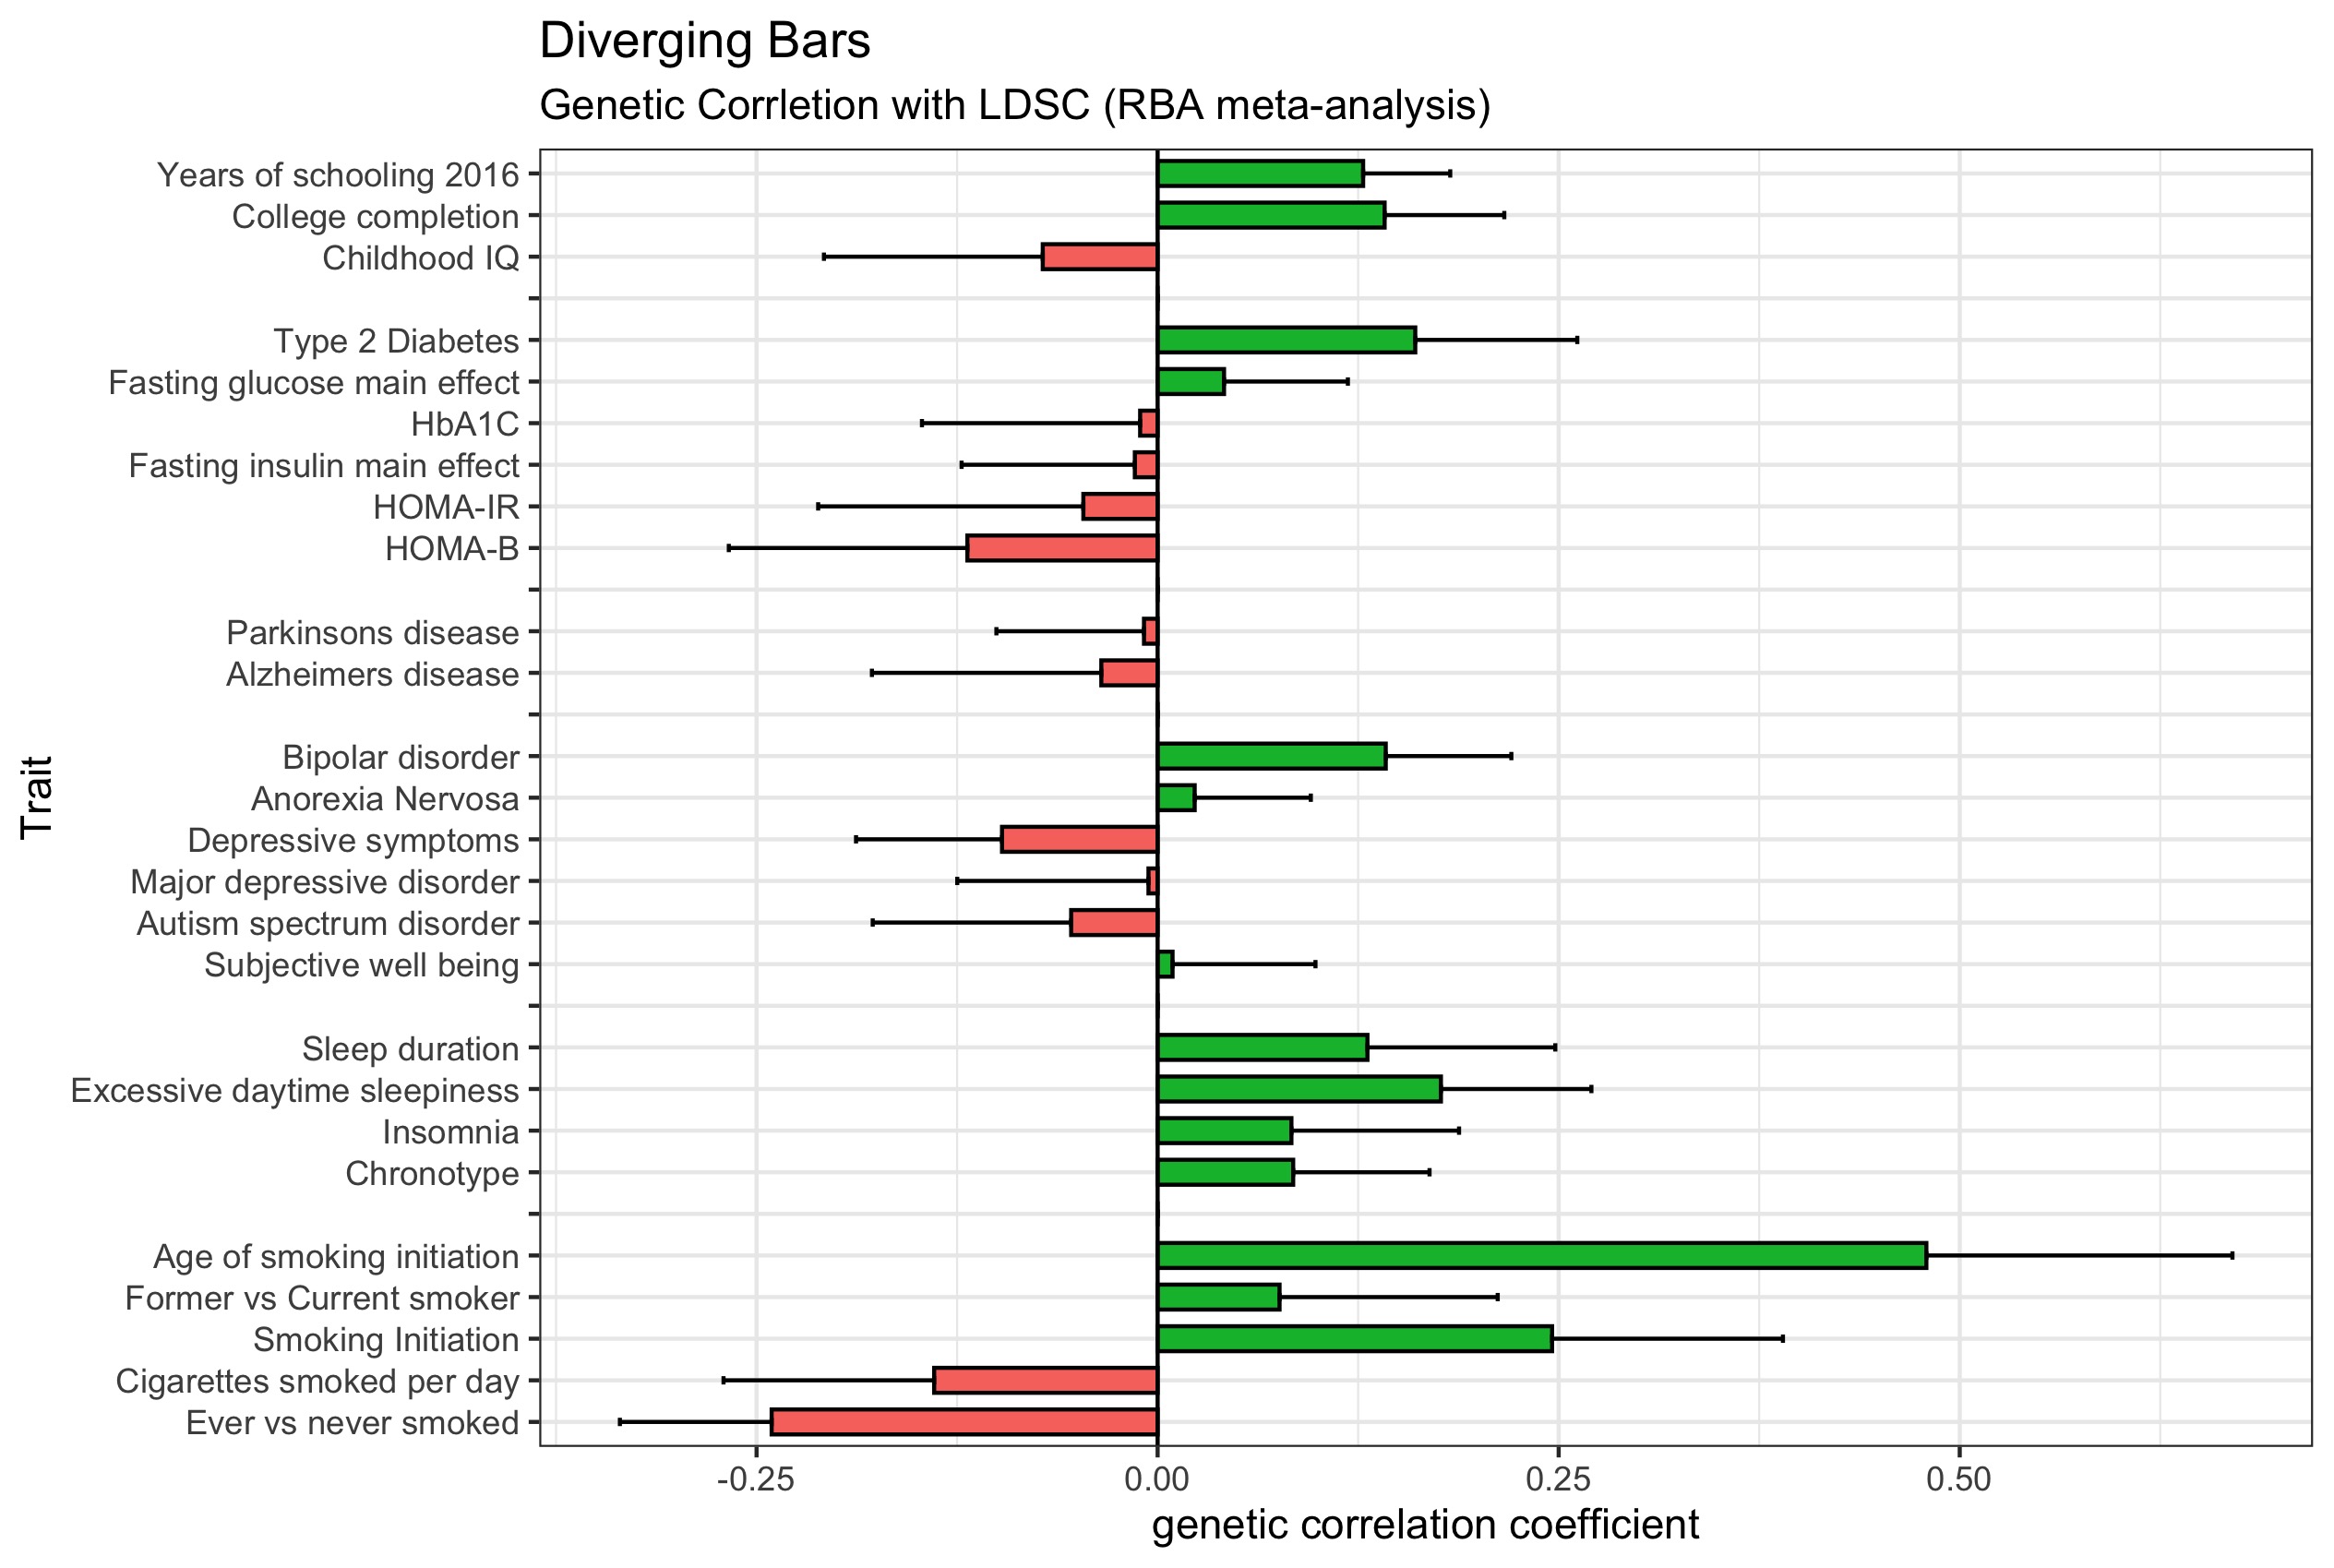 Diverging Bars
Genetic Corrletion with LDSC (RBA meta-analysis)
Years of schooling 2016
College completion
Childhood IQ
Type 2 Diabetes
Fasting glucose main effect
HbA1C
Fasting insulin main effect
HOMA-IR
HOMA-B
Parkinsons disease
Alzheimers disease
Bipolar disorder
Anorexia Nervosa
Depressive symptoms
Major depressive disorder
Autism spectrum disorder
Subjective well being
Sleep duration
Excessive daytime sleepiness
Insomnia
Chronotype
Age of smoking initiation
Former vs Current smoker
Smoking Initiation
Cigarettes smoked per day
Ever vs never smoked
Trait
-0.25 0.00 0.25 0.50
genetic correlation coefficient